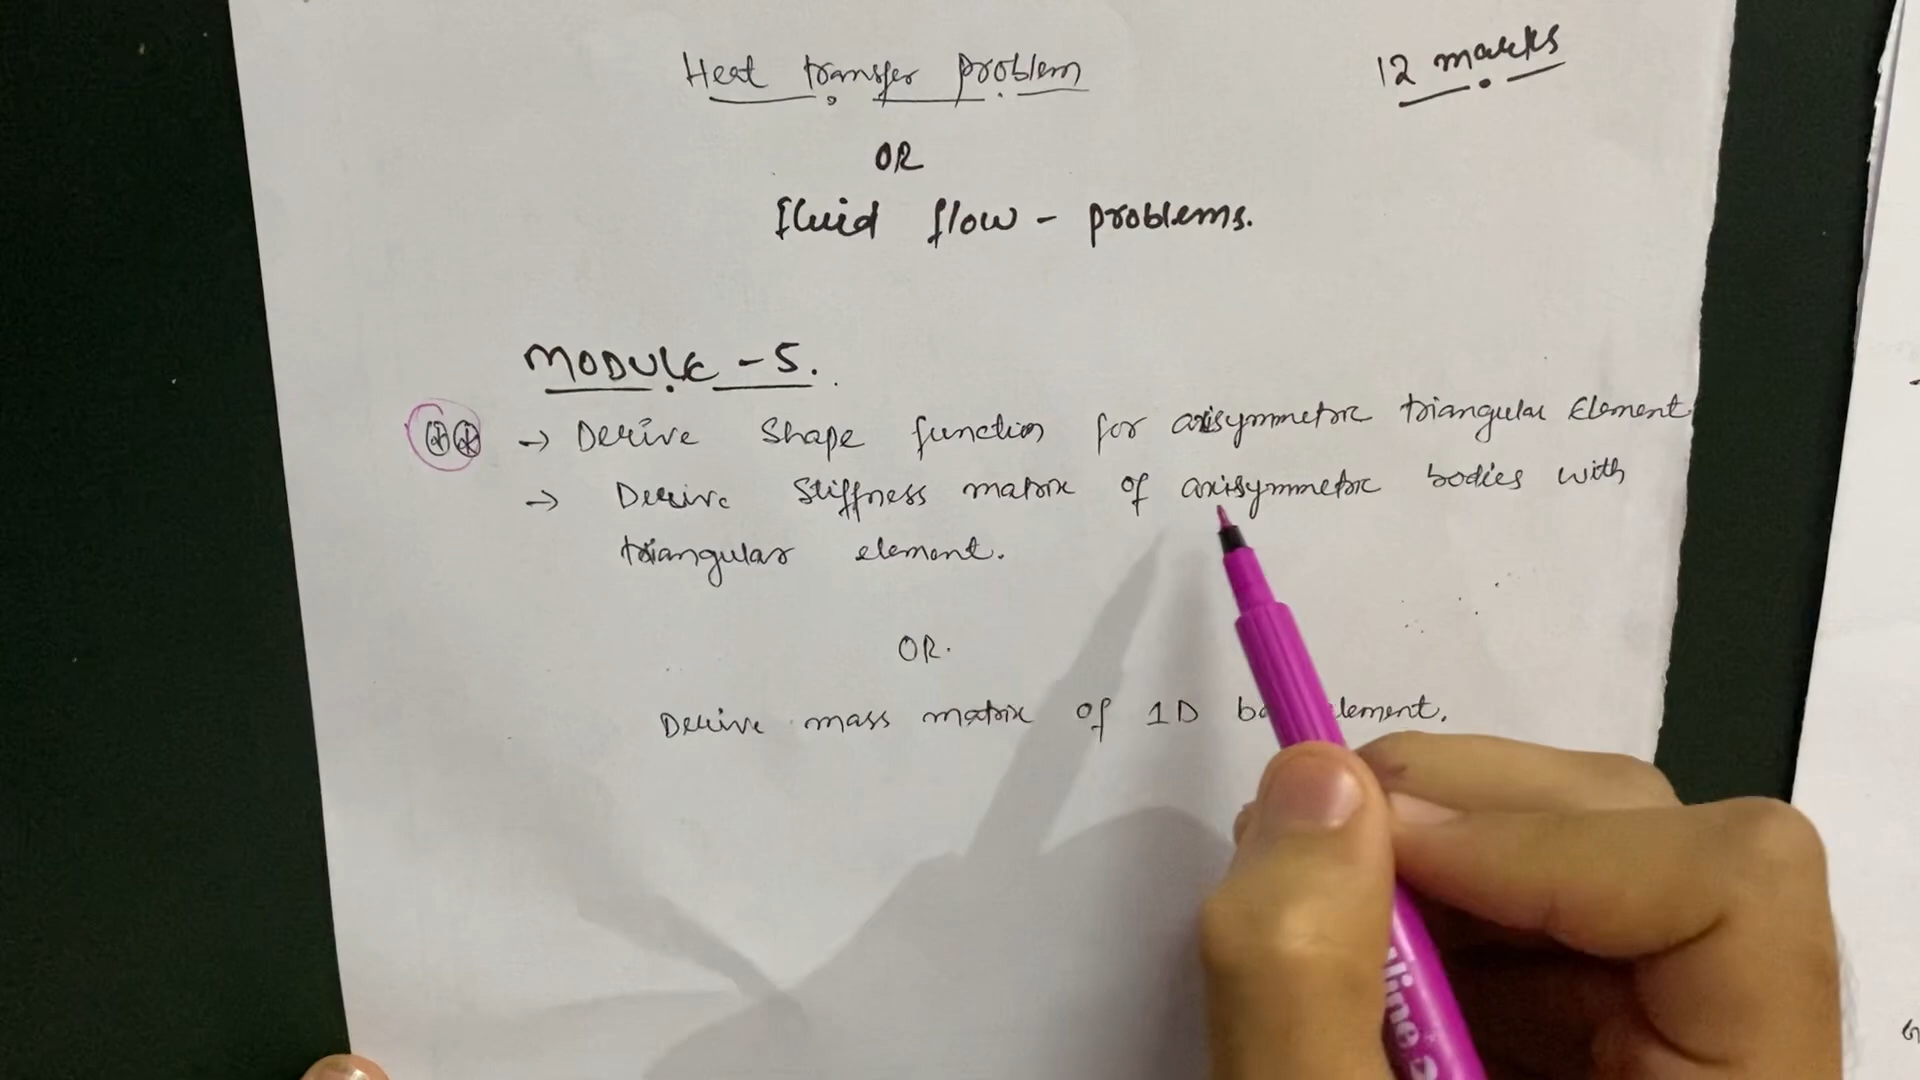 Heat transfer problem
12 marks
OR
fluid flow - problems.
MODULE - 5.
→ Derive shape function for axisymmetric triangular Element
→ Derive stiffness matrix of axisymmetric bodies with
triangular element.
OR.
Derive mass matrix of 1D element.